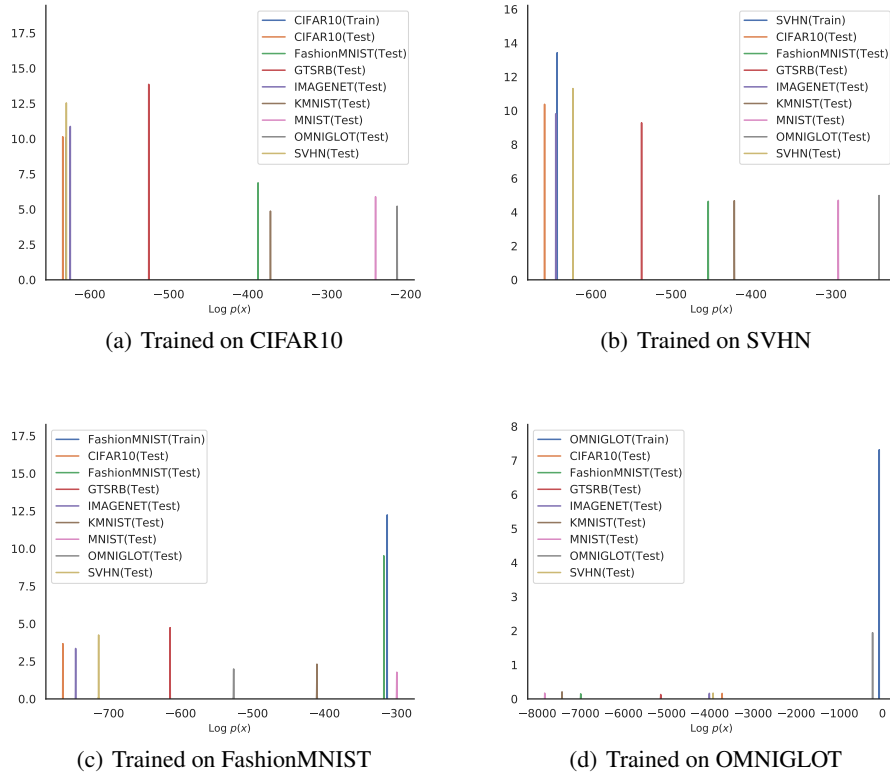 17.5
15.0
12.5
10.0
7.5
5.0
2.5
0.0
CIFAR10(Train)
CIFAR10(Test)
FashionMNIST(Test)
GTSRB(Test)
IMAGENET(Test)
KMNIST(Test)
MNIST(Test)
OMNIGLOT(Test)
SVHN(Test)
−600 −500 −400 −300 −200
Log p(x)
(a) Trained on CIFAR10
16
14
12
10
8
6
4
2
0
SVHN(Train)
CIFAR10(Test)
FashionMNIST(Test)
GTSRB(Test)
IMAGENET(Test)
KMNIST(Test)
MNIST(Test)
OMNIGLOT(Test)
SVHN(Test)
−600 −500 −400 −300
Log p(x)
(b) Trained on SVHN
17.5
15.0
12.5
10.0
7.5
5.0
2.5
0.0
FashionMNIST(Train)
CIFAR10(Test)
FashionMNIST(Test)
GTSRB(Test)
IMAGENET(Test)
KMNIST(Test)
MNIST(Test)
OMNIGLOT(Test)
SVHN(Test)
−700 −600 −500 −400 −300
Log p(x)
(c) Trained on FashionMNIST
8
7
6
5
4
3
2
1
0
OMNIGLOT(Train)
CIFAR10(Test)
FashionMNIST(Test)
GTSRB(Test)
IMAGENET(Test)
KMNIST(Test)
MNIST(Test)
OMNIGLOT(Test)
SVHN(Test)
−8000 −7000 −6000 −5000 −4000 −3000 −2000 −1000 0
Log p(x)
(d) Trained on OMNIGLOT